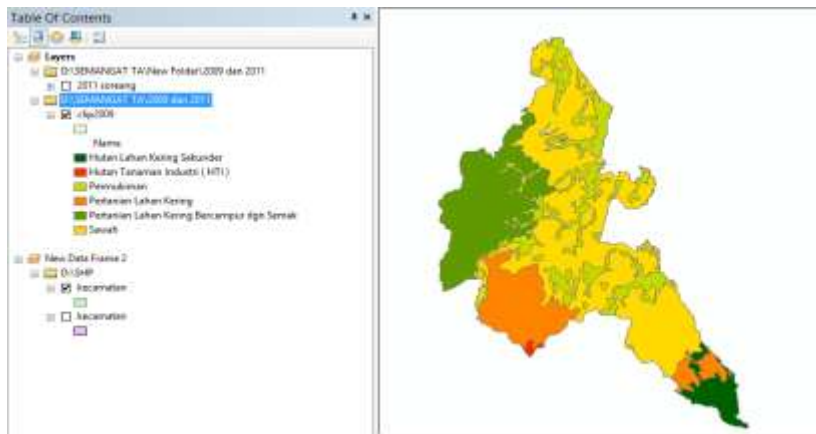 Table Of Contents
Layers
D:\SEMANGAT TA\New Folder\2009 dan 2011
2011 soreang
D:\SEMANGAT TA\2009 dan 2011
clip2009
Name
Hutan Lahan Kering Sekunder
Hutan Tanaman Industri ( HTI )
Permukiman
Pertanian Lahan Kering
Pertanian Lahan Kering Bercampur dgn Semak
Sawah
New Data Frame 2
D:\SHP
kecamatan
kecamatan